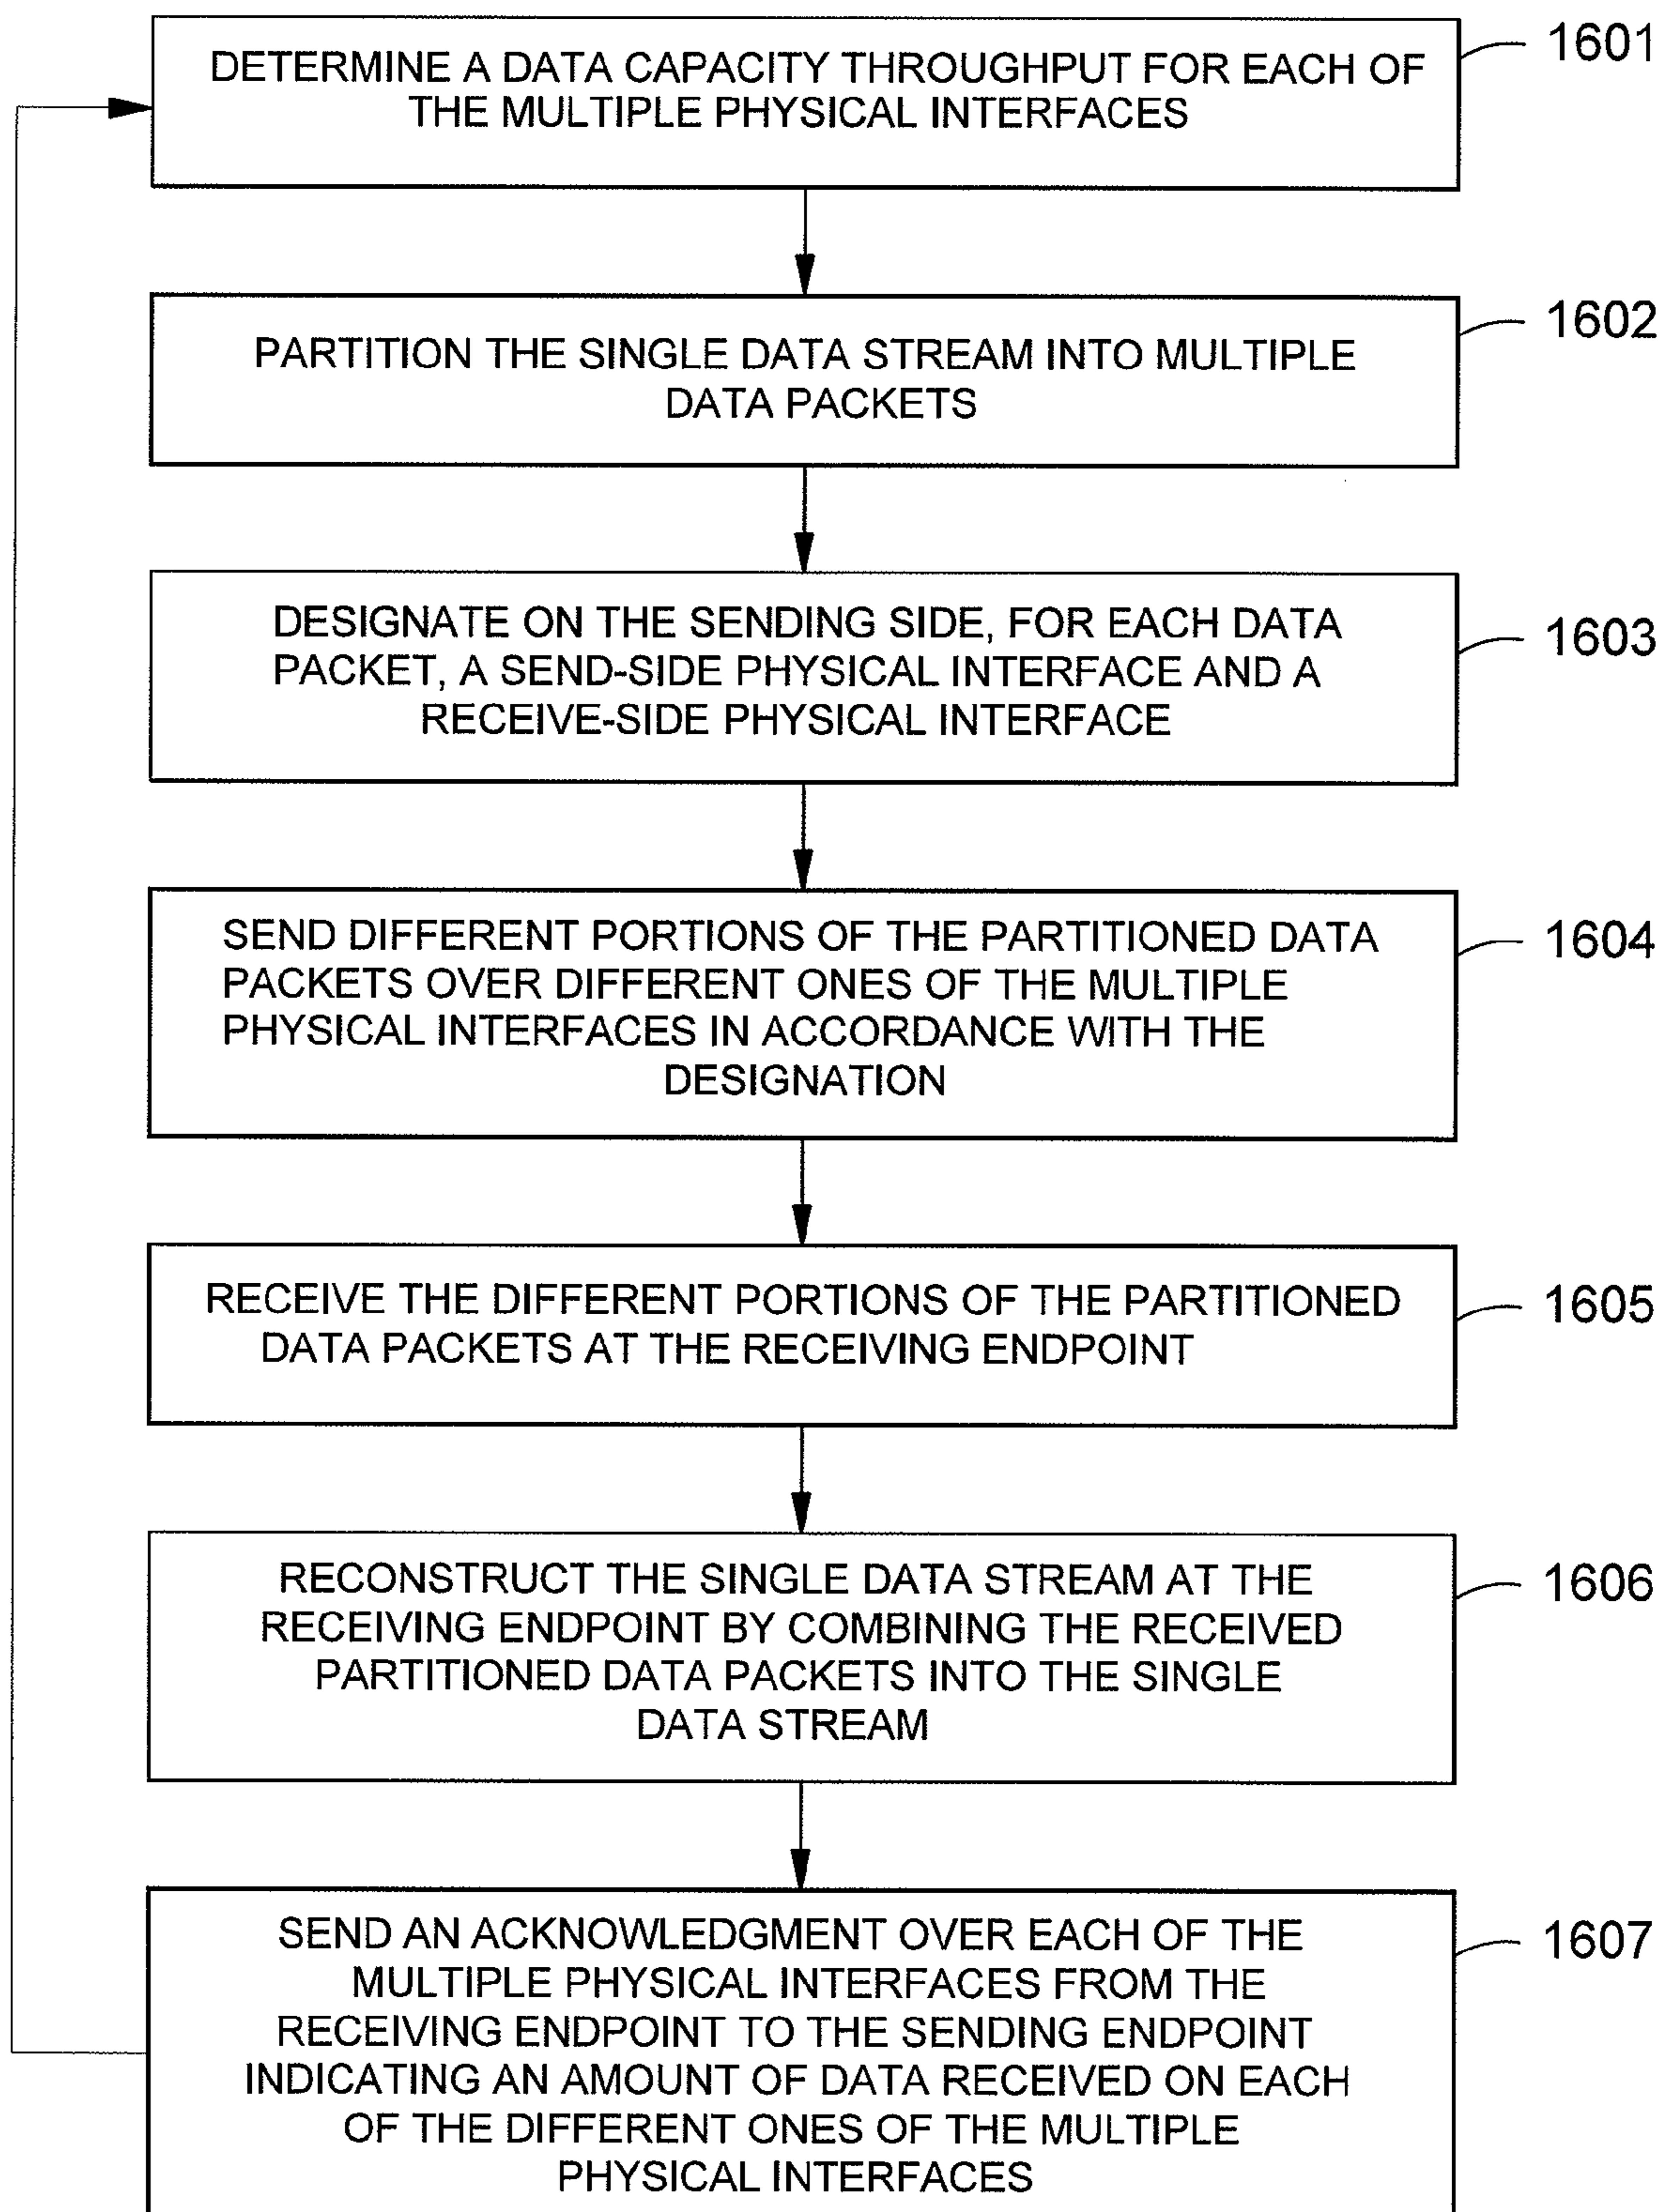 DETERMINE A DATA CAPACITY THROUGHPUT FOR EACH OF
THE MULTIPLE PHYSICAL INTERFACES
1601
PARTITION THE SINGLE DATA STREAM INTO MULTIPLE
DATA PACKETS
1602
DESIGNATE ON THE SENDING SIDE, FOR EACH DATA
PACKET, A SEND-SIDE PHYSICAL INTERFACE AND A
RECEIVE-SIDE PHYSICAL INTERFACE
1603
SEND DIFFERENT PORTIONS OF THE PARTITIONED DATA
PACKETS OVER DIFFERENT ONES OF THE MULTIPLE
PHYSICAL INTERFACES IN ACCORDANCE WITH THE
DESIGNATION
1604
RECEIVE THE DIFFERENT PORTIONS OF THE PARTITIONED
DATA PACKETS AT THE RECEIVING ENDPOINT
1605
RECONSTRUCT THE SINGLE DATA STREAM AT THE
RECEIVING ENDPOINT BY COMBINING THE RECEIVED
PARTITIONED DATA PACKETS INTO THE SINGLE
DATA STREAM
1606
SEND AN ACKNOWLEDGMENT OVER EACH OF THE
MULTIPLE PHYSICAL INTERFACES FROM THE
RECEIVING ENDPOINT TO THE SENDING ENDPOINT
INDICATING AN AMOUNT OF DATA RECEIVED ON EACH
OF THE DIFFERENT ONES OF THE MULTIPLE
PHYSICAL INTERFACES
1607